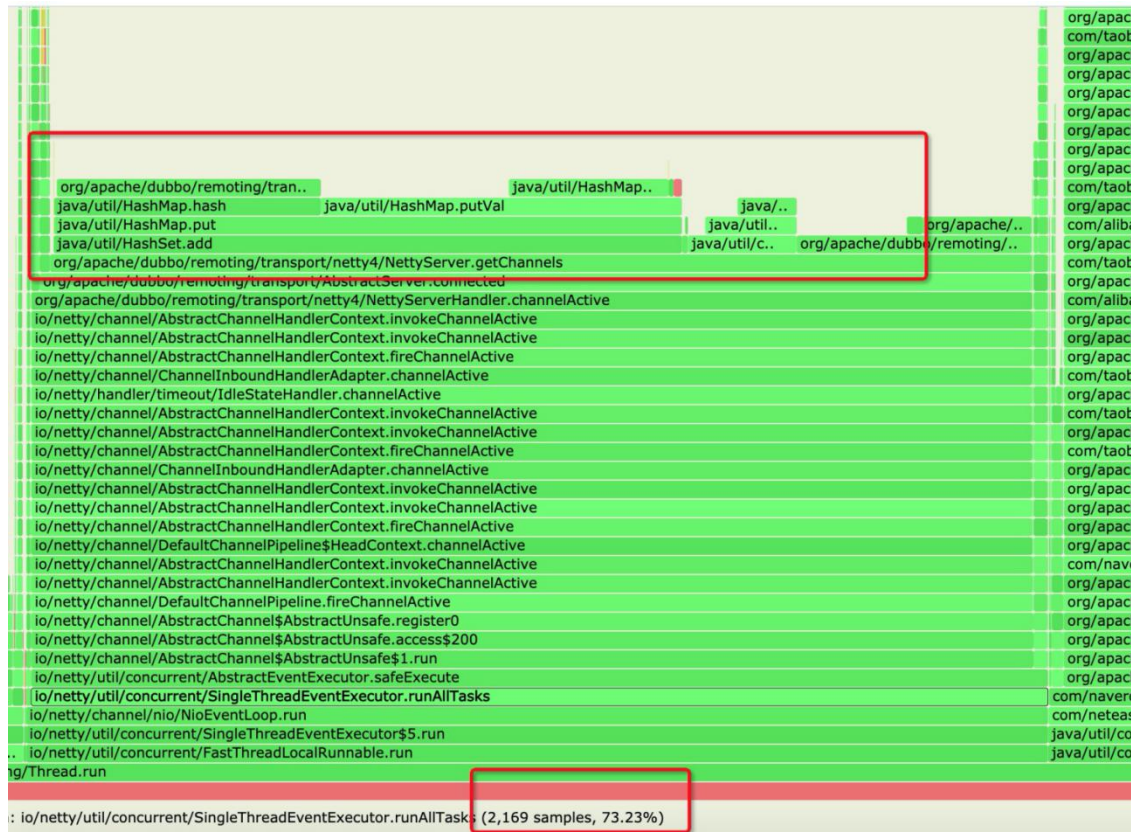 org/apac
com/taob
org/apac
org/apac
org/apac
org/apac
org/apac
org/apac
org/apac
org/apache/dubbo/remoting/tran.. java/util/HashMap.. com/taob
java/util/HashMap.hash java/util/HashMap.putVal java/.. org/apac
java/util/HashMap.put java/util.. org/apache/.. com/alib
java/util/HashSet.add java/util/c.. org/apache/dubbo/remoting/.. org/apac
org/apache/dubbo/remoting/transport/netty4/NettyServer.getChannels com/taob
org/apache/dubbo/remoting/transport/AbstractServer.connected org/apac
org/apache/dubbo/remoting/transport/netty4/NettyServerHandler.channelActive com/alib
io/netty/channel/AbstractChannelHandlerContext.invokeChannelActive org/apac
io/netty/channel/AbstractChannelHandlerContext.invokeChannelActive org/apac
io/netty/channel/AbstractChannelHandlerContext.fireChannelActive org/apac
io/netty/channel/ChannelInboundHandlerAdapter.channelActive com/taob
io/netty/handler/timeout/IdleStateHandler.channelActive org/apac
io/netty/channel/AbstractChannelHandlerContext.invokeChannelActive com/taob
io/netty/channel/AbstractChannelHandlerContext.invokeChannelActive org/apac
io/netty/channel/AbstractChannelHandlerContext.fireChannelActive com/taob
io/netty/channel/ChannelInboundHandlerAdapter.channelActive org/apac
io/netty/channel/AbstractChannelHandlerContext.invokeChannelActive org/apac
io/netty/channel/AbstractChannelHandlerContext.invokeChannelActive org/apac
io/netty/channel/AbstractChannelHandlerContext.fireChannelActive org/apac
io/netty/channel/DefaultChannelPipeline$HeadContext.channelActive org/apac
io/netty/channel/AbstractChannelHandlerContext.invokeChannelActive com/nave
io/netty/channel/AbstractChannelHandlerContext.invokeChannelActive org/apac
io/netty/channel/DefaultChannelPipeline.fireChannelActive org/apac
io/netty/channel/AbstractChannel$AbstractUnsafe.register0 org/apac
io/netty/channel/AbstractChannel$AbstractUnsafe.access$200 org/apac
io/netty/channel/AbstractChannel$AbstractUnsafe$1.run org/apac
io/netty/util/concurrent/AbstractEventExecutor.safeExecute org/apac
io/netty/util/concurrent/SingleThreadEventExecutor.runAllTasks com/naver
io/netty/channel/nio/NioEventLoop.run com/neteas
io/netty/util/concurrent/SingleThreadEventExecutor$5.run java/util/co
.. io/netty/util/concurrent/FastThreadLocalRunnable.run java/util/co
ng/Thread.run
: io/netty/util/concurrent/SingleThreadEventExecutor.runAllTasks (2,169 samples, 73.23%)